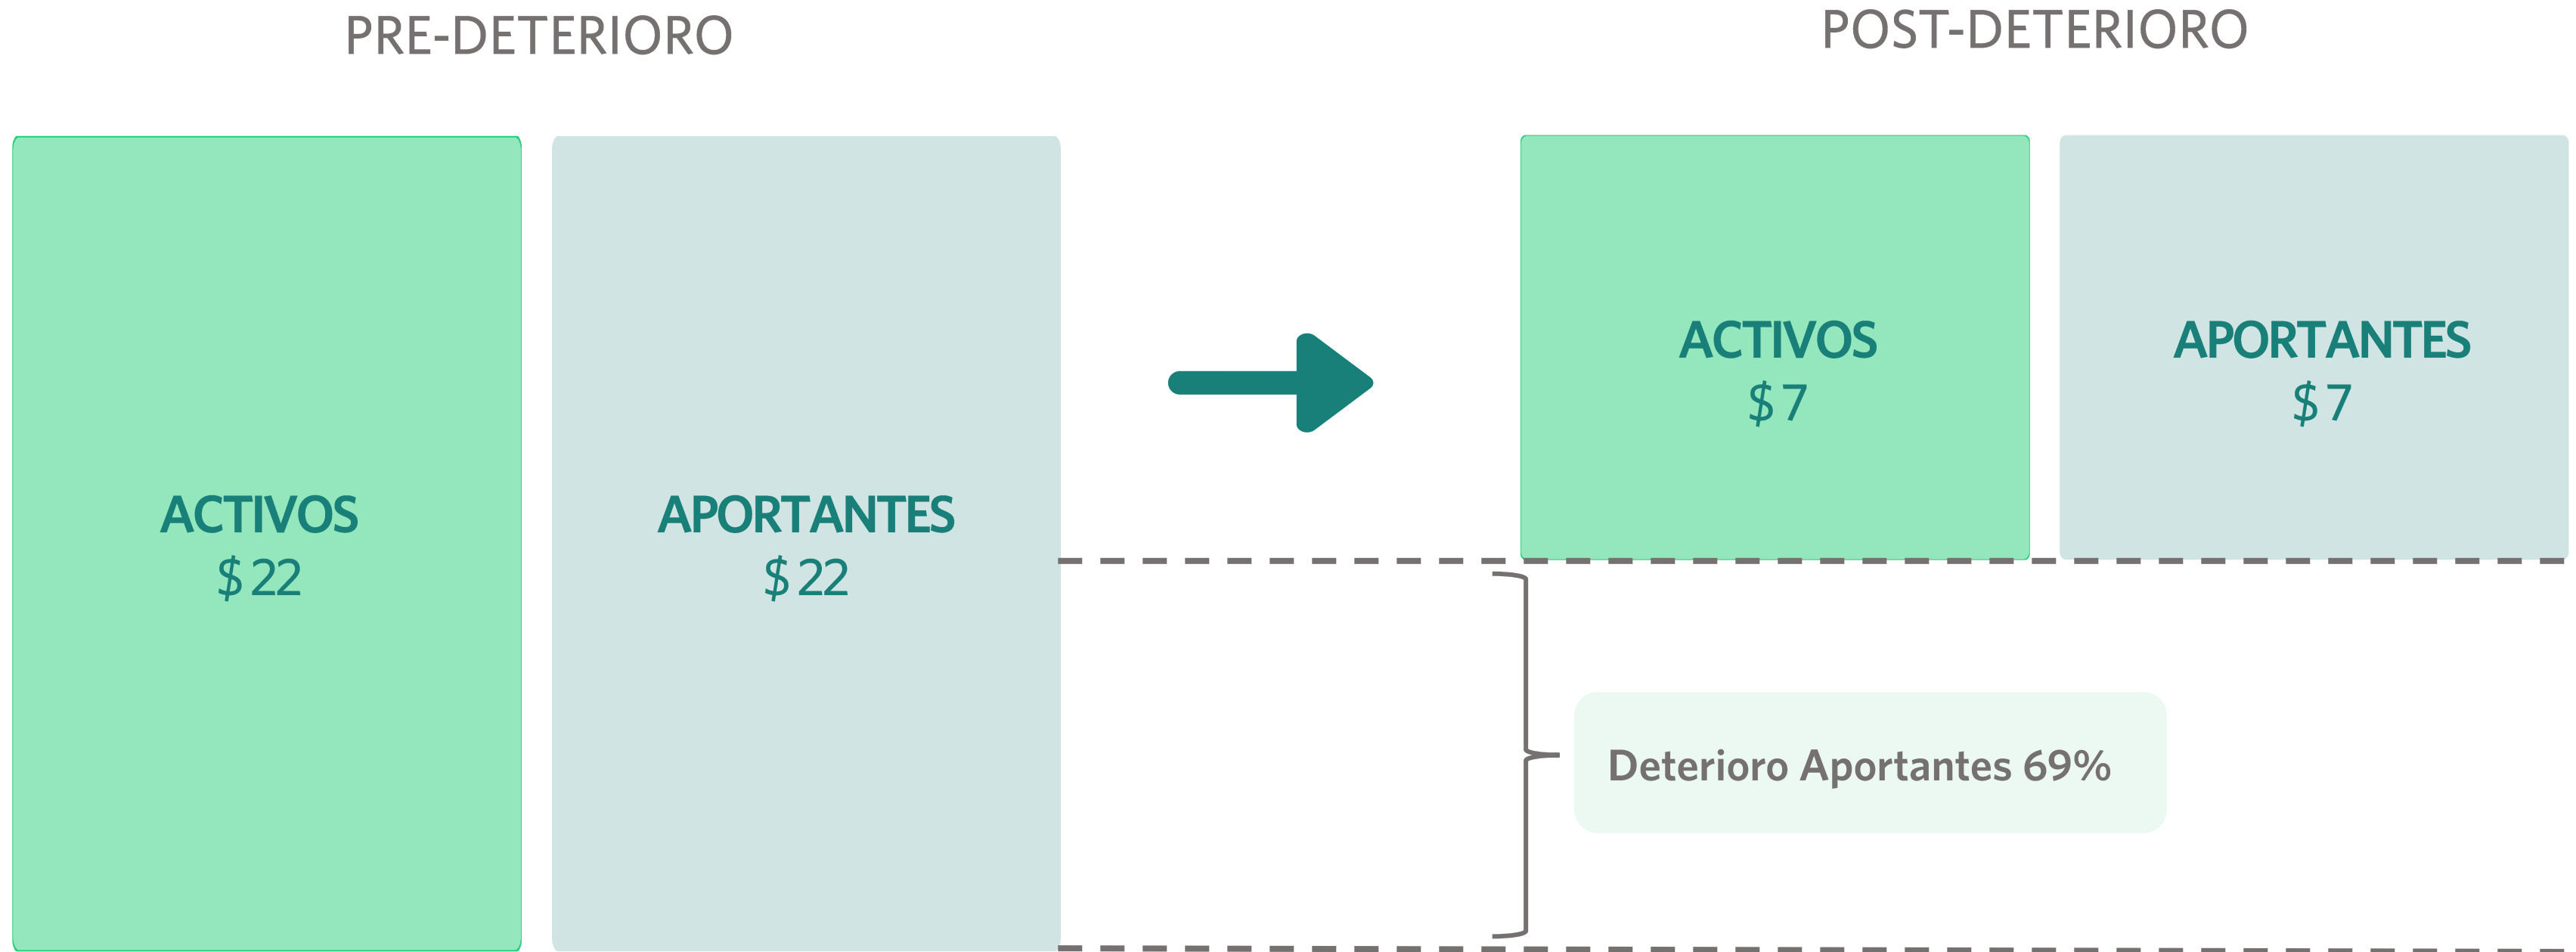 PRE-DETERIORO
POST-DETERIORO
ACTIVOS
$ 22
APORTANTES
$ 22
ACTIVOS
$ 7
APORTANTES
$ 7
Deterioro Aportantes 69%